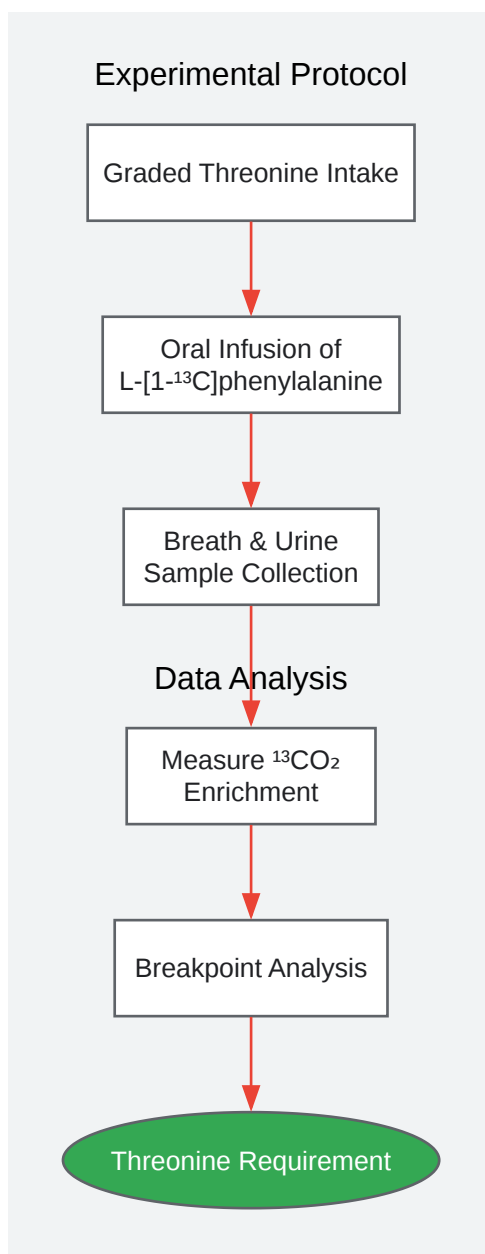 Experimental Protocol
Graded Threonine Intake
Oral Infusion of
L-[1-¹³C]phenylalanine
Breath & Urine
Sample Collection
Data Analysis
Measure ¹³CO₂
Enrichment
Breakpoint Analysis
Threonine Requirement